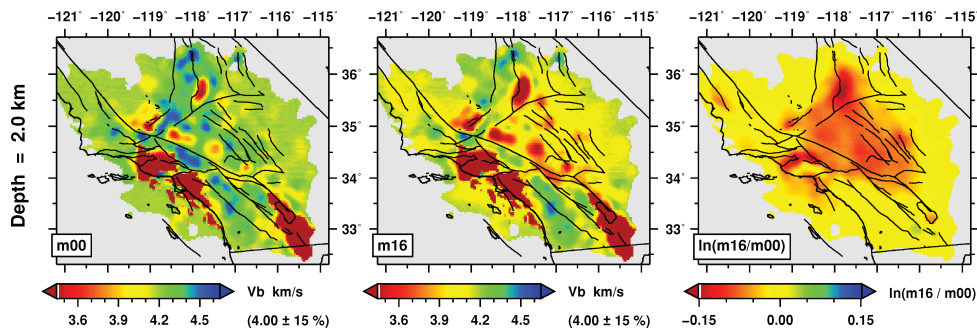 −121˚ −120˚ −119˚ −118˚ −117˚ −116˚ −115˚
−121˚ −120˚ −119˚ −118˚ −117˚ −116˚ −115˚
−121˚ −120˚ −119˚ −118˚ −117˚ −116˚ −115˚
Depth = 2.0 km
36˚
35˚
34˚
33˚
m00
36˚
35˚
34˚
33˚
m16
36˚
35˚
34˚
33˚
ln(m16/m00)
Vb km/s
3.6 3.9 4.2 4.5
(4.00 ± 15 %)
Vb km/s
3.6 3.9 4.2 4.5
(4.00 ± 15 %)
ln(m16 / m00)
−0.15 0.00 0.15